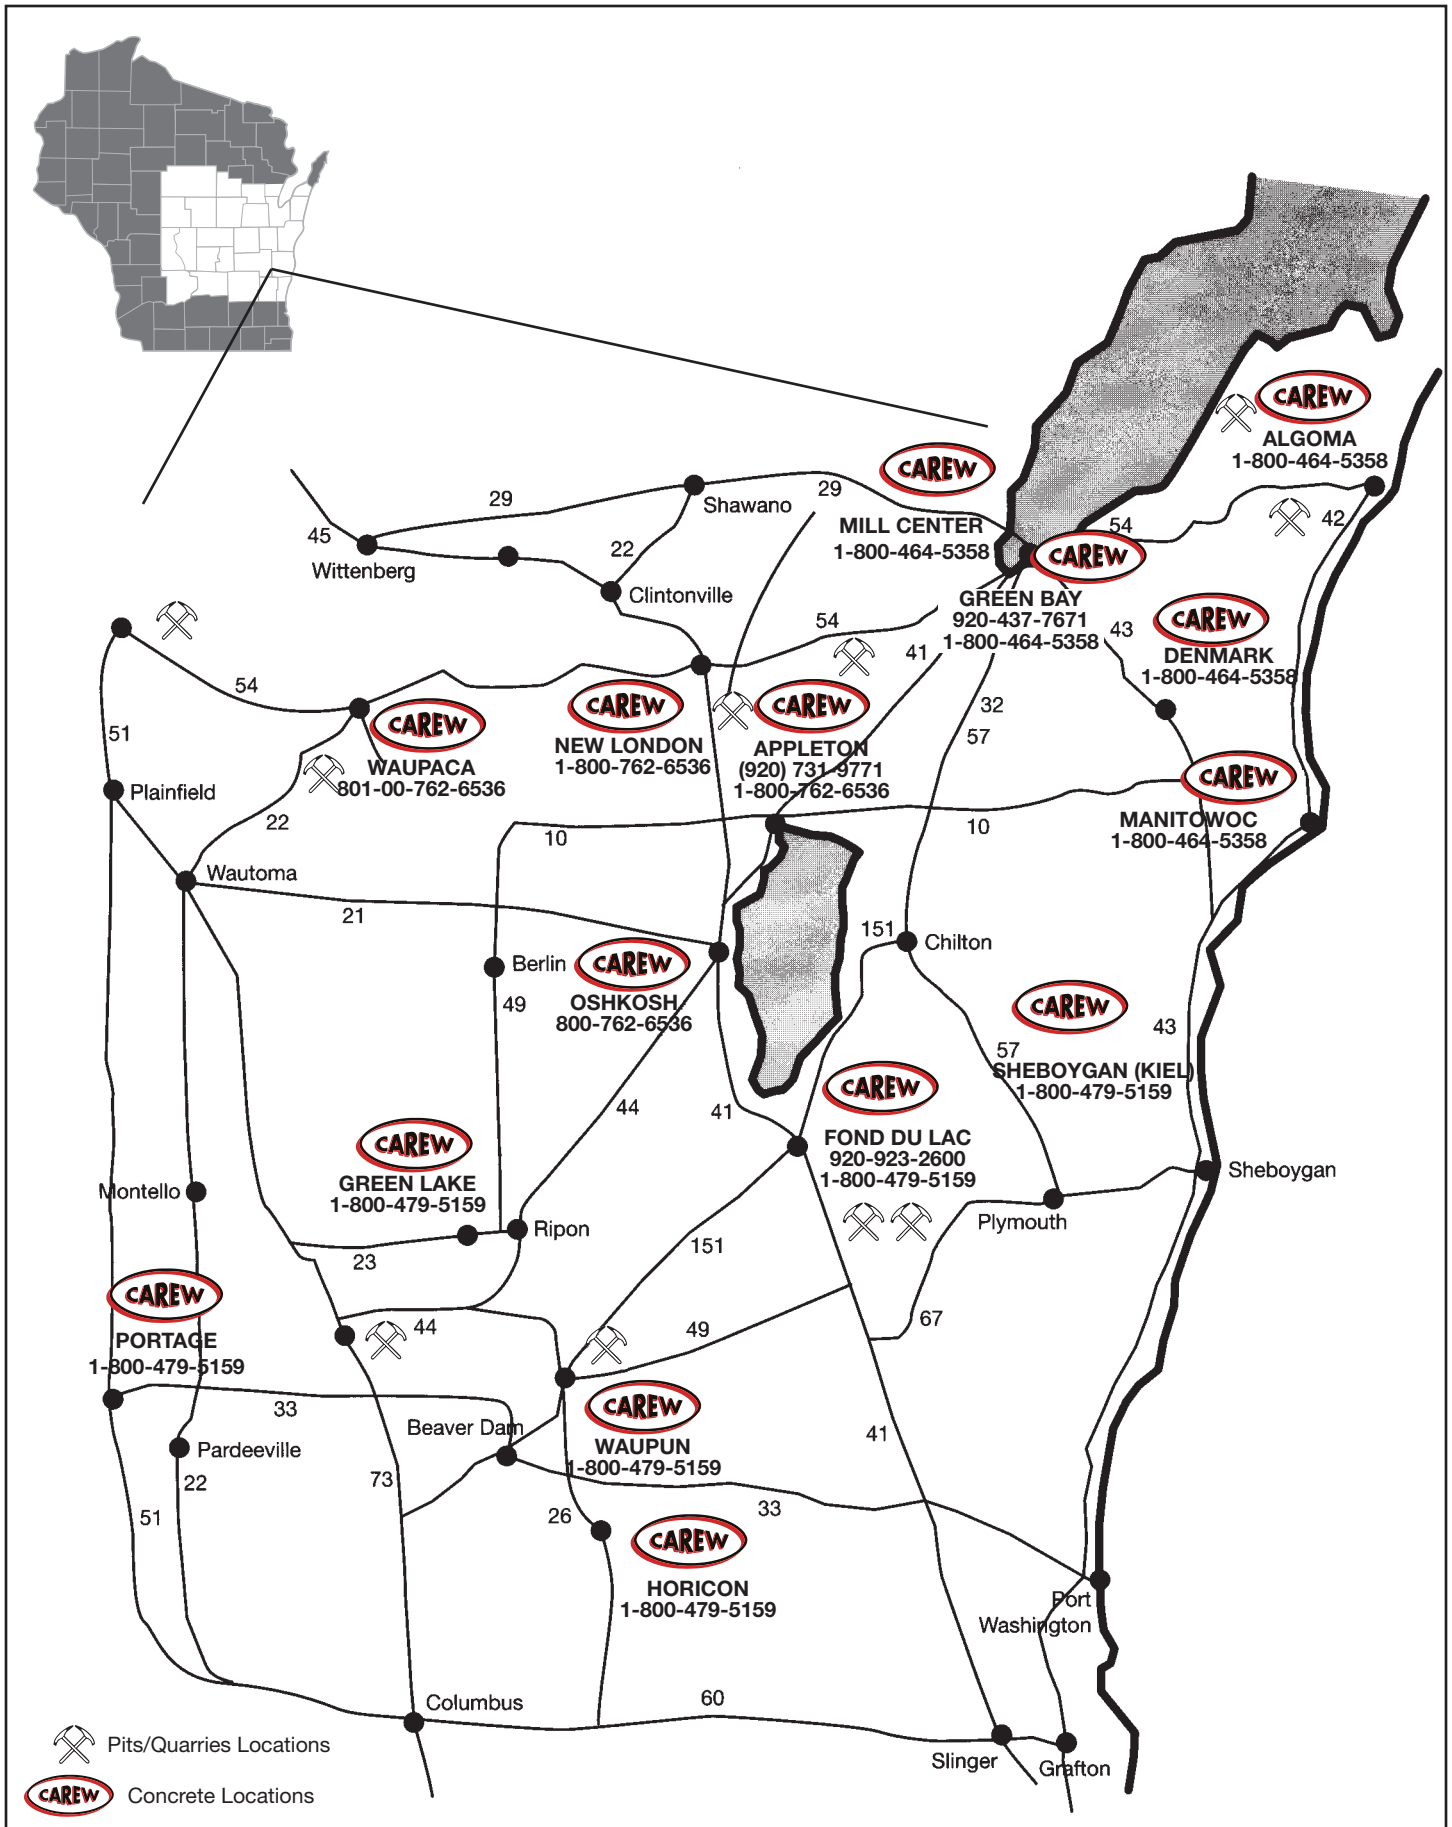 CAREW
ALGOMA
1-800-464-5358
CAREW
MILL CENTER
1-800-464-5358
29
Shawano
29
45
Wittenberg
22
Clintonville
54
42
CAREW
GREEN BAY
920-437-7671
1-800-464-5358
43
CAREW
DENMARK
1-800-464-5358
54
41
32
57
54
51
CAREW
WAUPACA
801-00-762-6536
CAREW
NEW LONDON
1-800-762-6536
CAREW
APPLETON
(920) 731-9771
1-800-762-6536
CAREW
MANITOWOC
1-800-464-5358
Plainfield
22
10
10
Wautoma
21
151
Chilton
Berlin
49
CAREW
OSHKOSH
800-762-6536
CAREW
SHEBOYGAN (KIEL)
1-800-479-5159
43
57
44
41
CAREW
FOND DU LAC
920-923-2600
1-800-479-5159
CAREW
GREEN LAKE
1-800-479-5159
Sheboygan
Montello
Ripon
Plymouth
23
151
CAREW
PORTAGE
1-800-479-5159
44
49
67
33
Beaver Dam
CAREW
WAUPUN
1-800-479-5159
41
Pardeeville
22
73
51
26
33
CAREW
HORICON
1-800-479-5159
Port
Washington
Columbus
60
Slinger
Grafton
Pits/Quarries Locations
CAREW
Concrete Locations